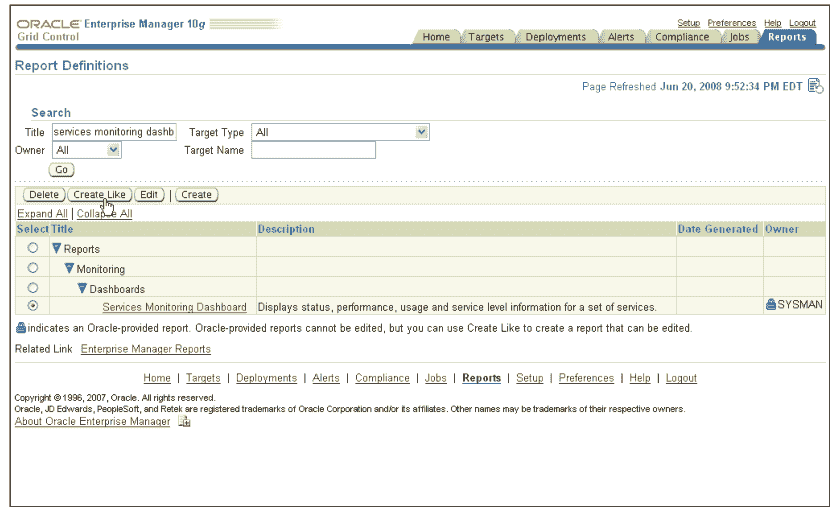 ORACLE Enterprise Manager 10g
Grid Control
Setup Preferences Help Logout
Home Targets Deployments Alerts Compliance Jobs Reports
Report Definitions
Page Refreshed Jun 20, 2008 9:52:34 PM EDT
Search
Title services monitoring dashb Target Type All
Owner All Target Name
Go
Delete Create Like Edit | Create
Expand All | Collapse All
Select Title Description Date Generated Owner
Reports
Monitoring
Dashboards
Services Monitoring Dashboard Displays status, performance, usage and service level information for a set of services. SYSMAN
indicates an Oracle-provided report. Oracle-provided reports cannot be edited, but you can use Create Like to create a report that can be edited.
Related Link Enterprise Manager Reports
Home | Targets | Deployments | Alerts | Compliance | Jobs | Reports | Setup | Preferences | Help | Logout
Copyright © 1996, 2007, Oracle. All rights reserved.
Oracle, JD Edwards, PeopleSoft, and Retek are registered trademarks of Oracle Corporation and/or its affiliates. Other names may be trademarks of their respective owners.
About Oracle Enterprise Manager